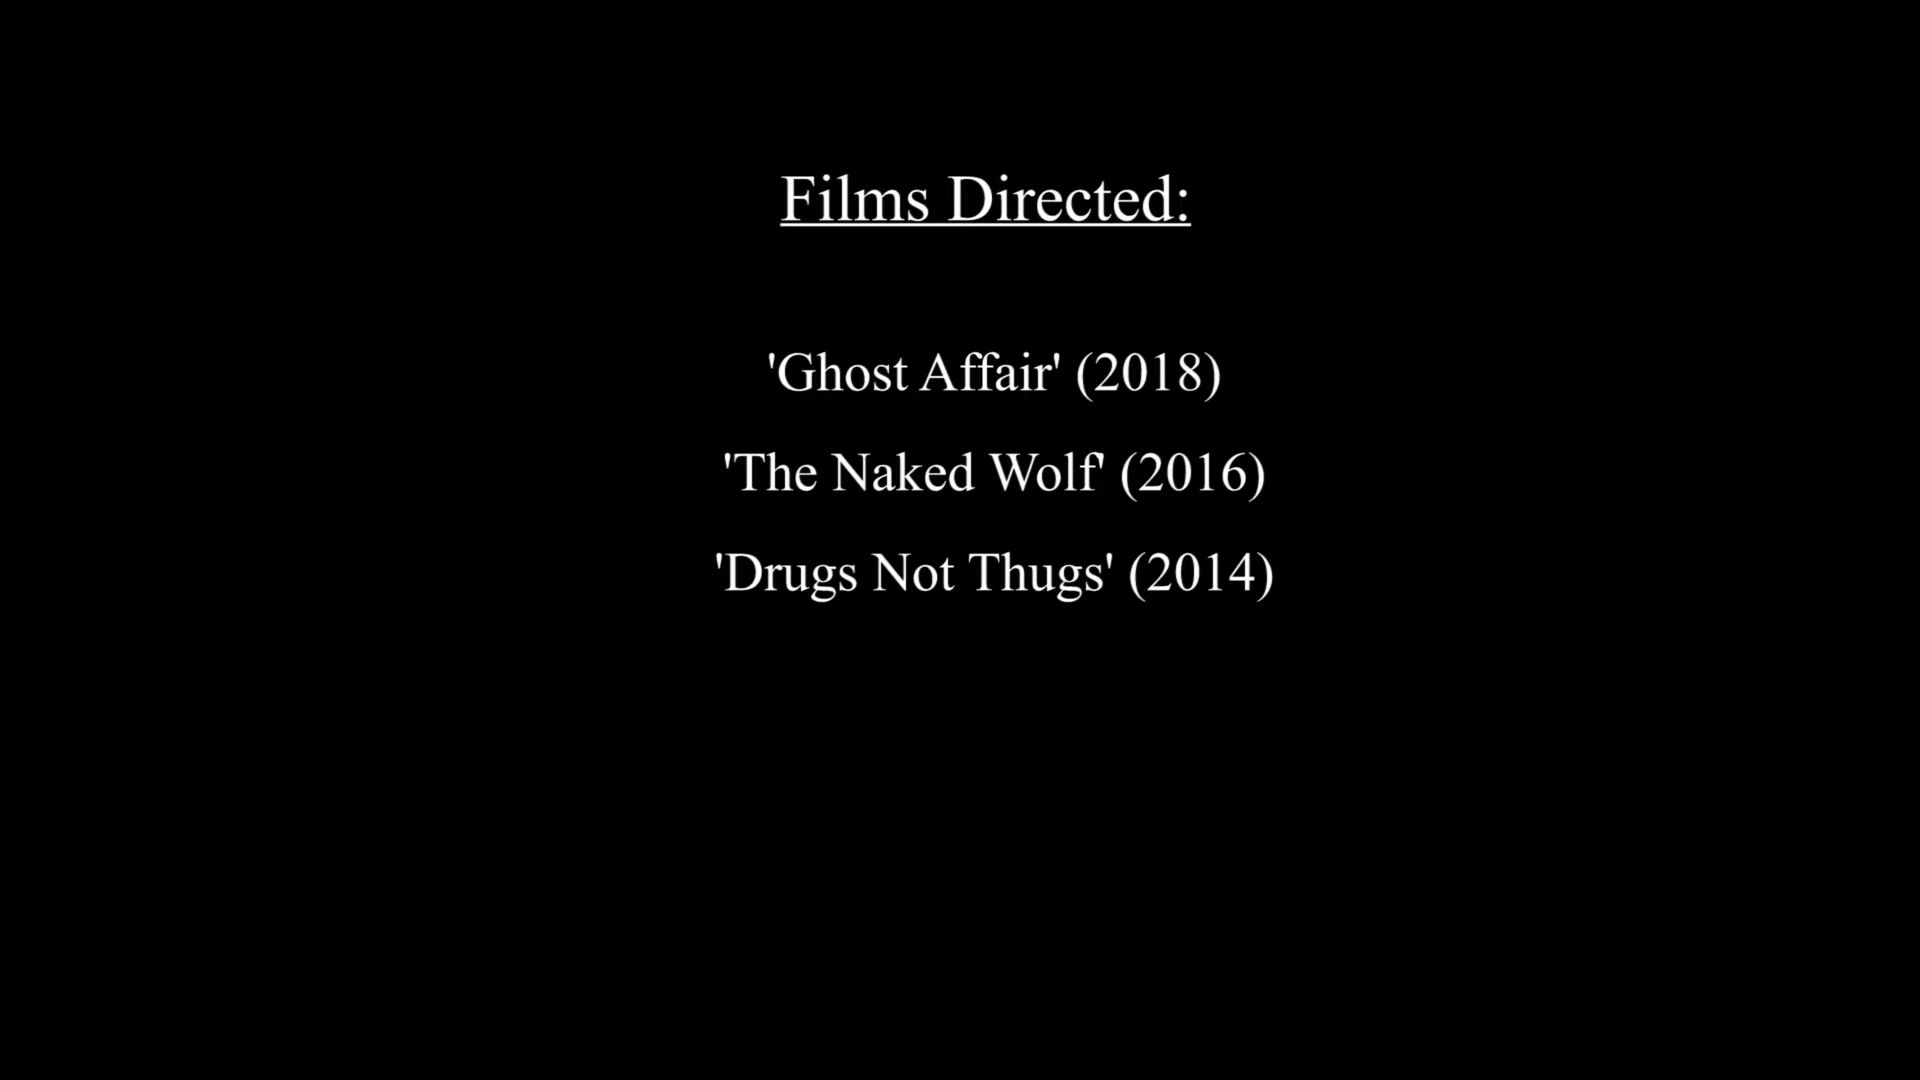 Films Directed:
'Ghost Affair' (2018)
'The Naked Wolf' (2016)
'Drugs Not Thugs' (2014)